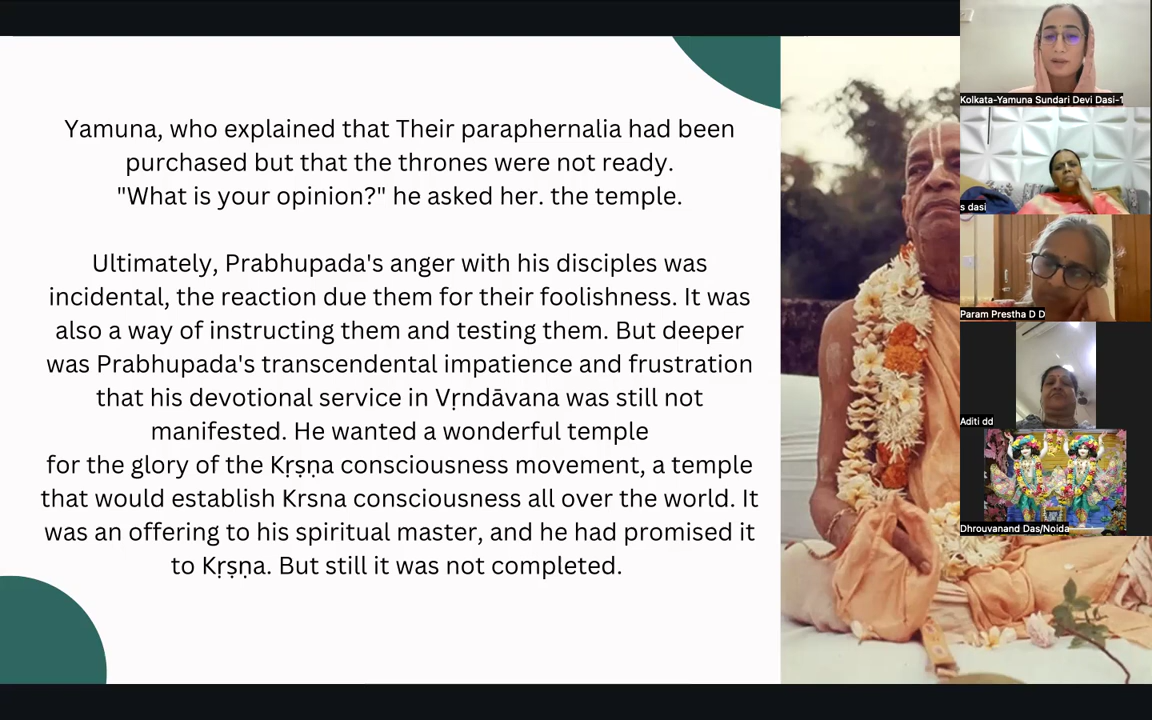 Yamuna, who explained that Their paraphernalia had been
purchased but that the thrones were not ready.
"What is your opinion?" he asked her. the temple.
Ultimately, Prabhupada's anger with his disciples was
incidental, the reaction due them for their foolishness. It was
also a way of instructing them and testing them. But deeper
was Prabhupada's transcendental impatience and frustration
that his devotional service in Vṛndāvana was still not
manifested. He wanted a wonderful temple
for the glory of the Kṛṣṇa consciousness movement, a temple
that would establish Krsna consciousness all over the world. It
was an offering to his spiritual master, and he had promised it
to Kṛṣṇa. But still it was not completed.
Kolkata-Yamuna Sundari Devi Dasi-1
s dasi
Param Prestha D D
Aditi dd
Dhrouvanand Das/Noida